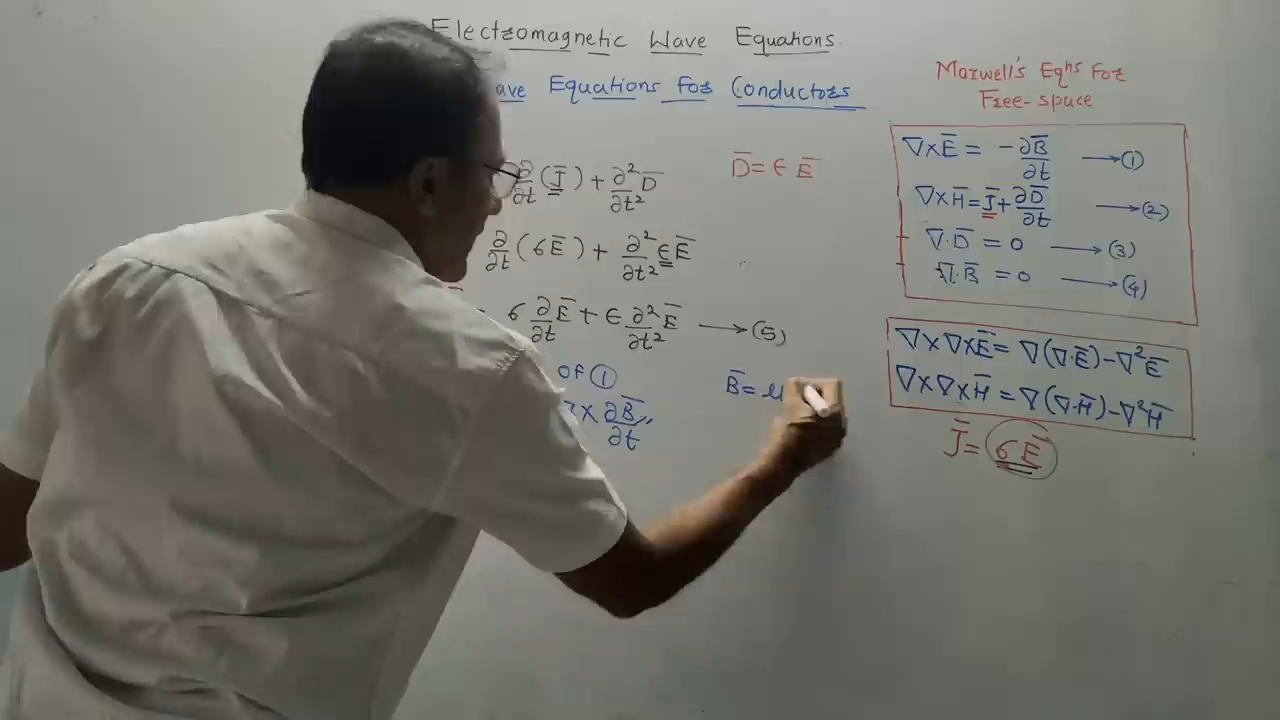 Electromagnetic Wave Equations
ave Equations For Conductors
∂/∂t (J̅) + ∂²/∂t² D̅
D̅ = ϵ E̅
∂/∂t (σE̅) + ∂²/∂t² ϵE̅
σ ∂/∂t E̅ + ϵ ∂²/∂t² E̅ → (5)
OF ①
∇ × ∂B̅/∂t ,,
B̅ = μ
Maxwell's Eqns For
Free-space
∇×E̅ = -∂B̅/∂t → (1)
∇×H̅ = J̅ + ∂D̅/∂t → (2)
∇.D̅ = 0 → (3)
∇.B̅ = 0 → (4)
∇×∇×E̅ = ∇(∇.E̅) - ∇²E̅
∇×∇×H̅ = ∇(∇.H̅) - ∇²H̅
J̅ = σE̅